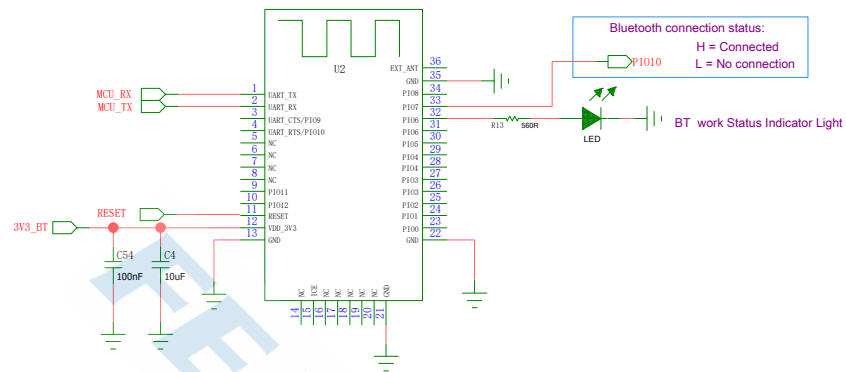 Bluetooth connection status:
H = Connected
L = No connection
PIO10
U2
MCU_RX
MCU_TX
RESET
3V3_BT
C54
100nF
C4
10uF
1 UART_TX
2 UART_RX
3 UART_CTS/PIO9
4 UART_RTS/PIO10
5 NC
6 NC
7 NC
8 NC
9 PIO11
10 PIO12
11 RESET
12 VDD_3V3
13 GND
14 NC
15 ICE
16 NC
17 NC
18 NC
19 NC
20 NC
21 GND
EXT_ANT 36
GND 35
PIO8 34
PIO7 33
PIO6 32
PIO6 31
PIO5 30
PIO4 29
PIO4 28
PIO3 27
PIO3 26
PIO2 25
PIO1 24
PIO0 23
GND 22
R13
560R
LED
BT work Status Indicator Light
FE